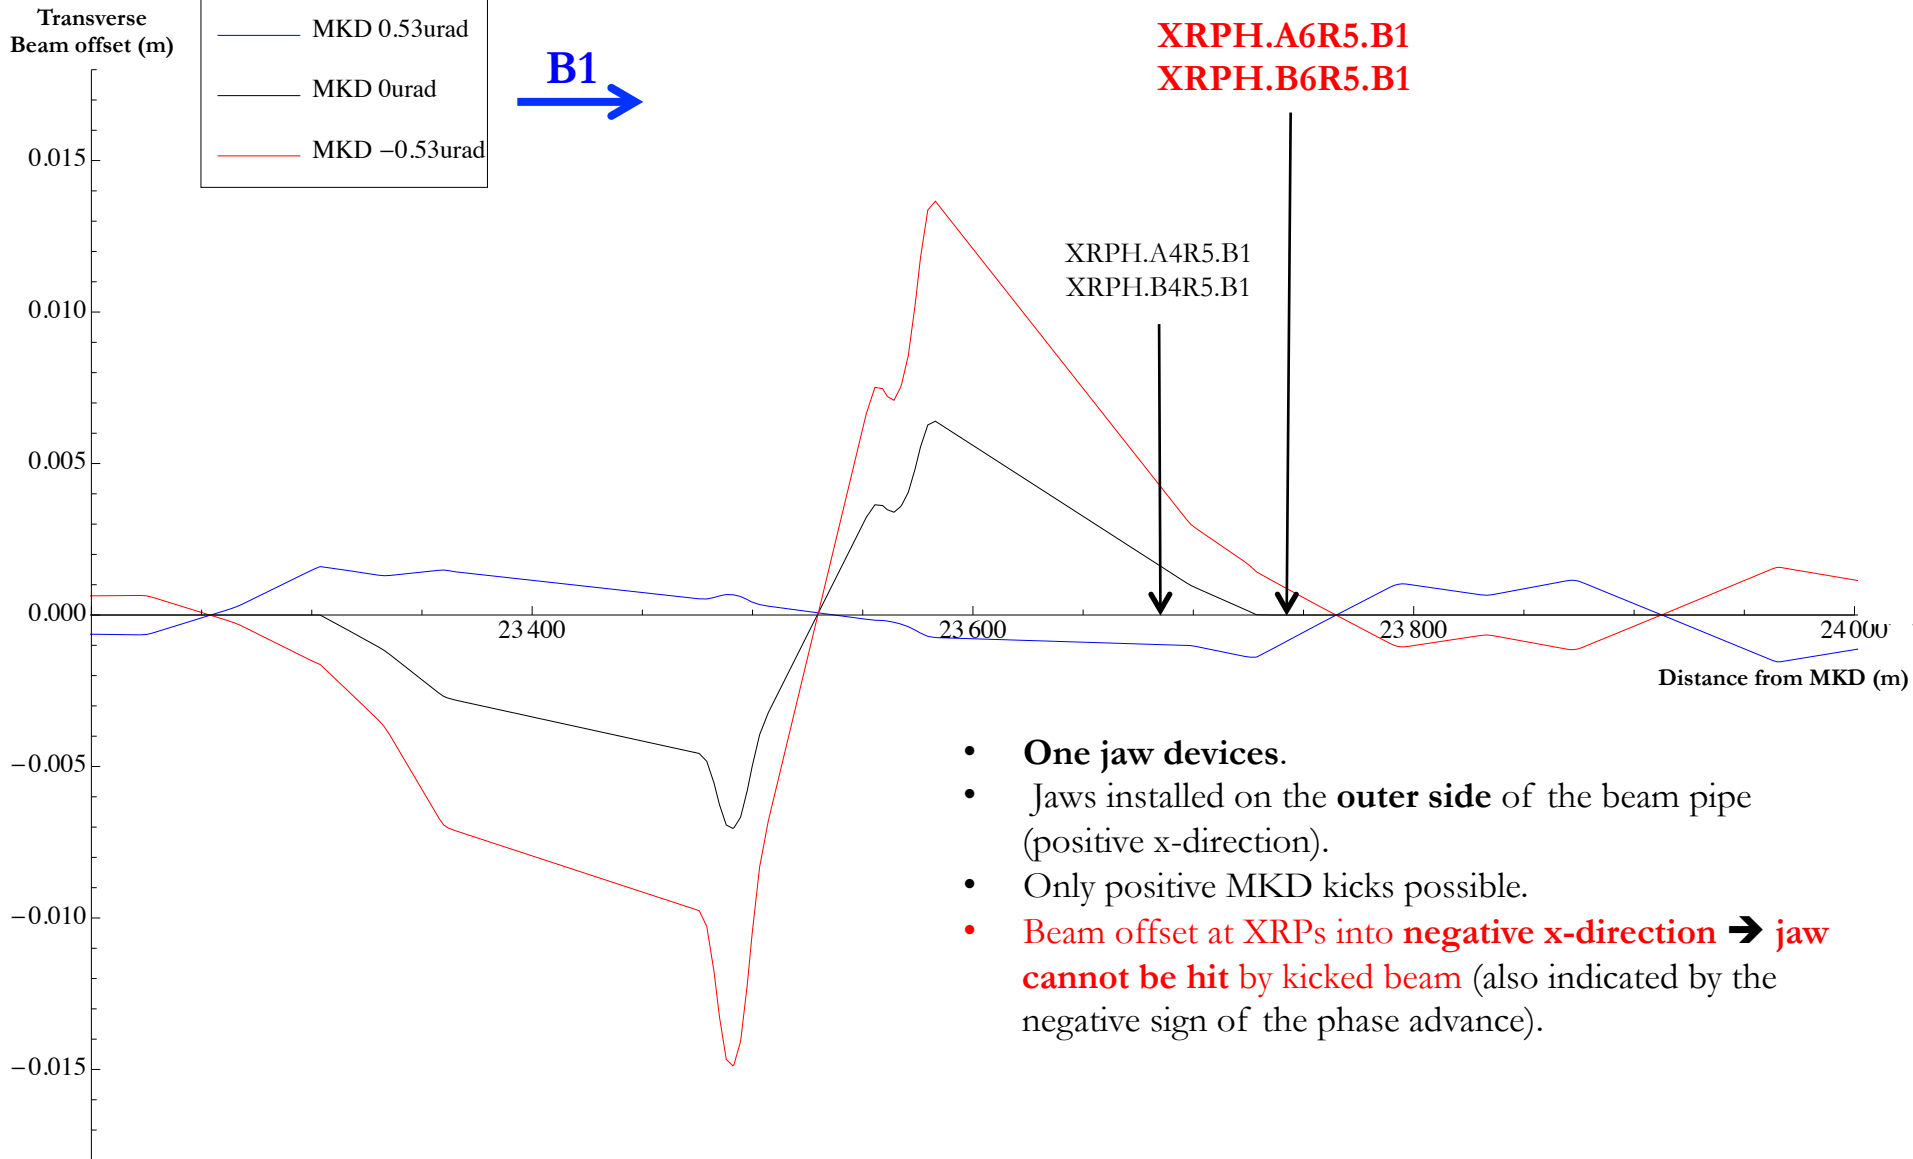 Transverse
Beam offset (m)
MKD 0.53urad
MKD 0urad
MKD −0.53urad
B1
XRPH.A6R5.B1
XRPH.B6R5.B1
XRPH.A4R5.B1
XRPH.B4R5.B1
0.015
0.010
0.005
0.000
−0.005
−0.010
−0.015
23 400
23 600
23 800
24 000
Distance from MKD (m)
• One jaw devices.
• Jaws installed on the outer side of the beam pipe
(positive x-direction).
• Only positive MKD kicks possible.
• Beam offset at XRPs into negative x-direction ➔ jaw
cannot be hit by kicked beam (also indicated by the
negative sign of the phase advance).